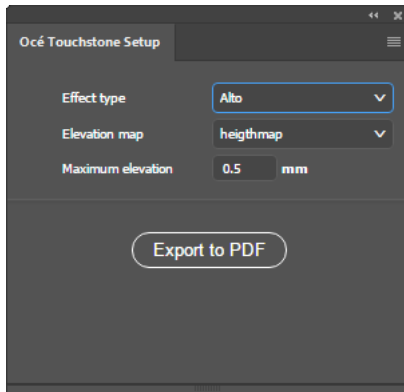 Océ Touchstone Setup
Effect type Alto
Elevation map heigthmap
Maximum elevation 0.5 mm
Export to PDF